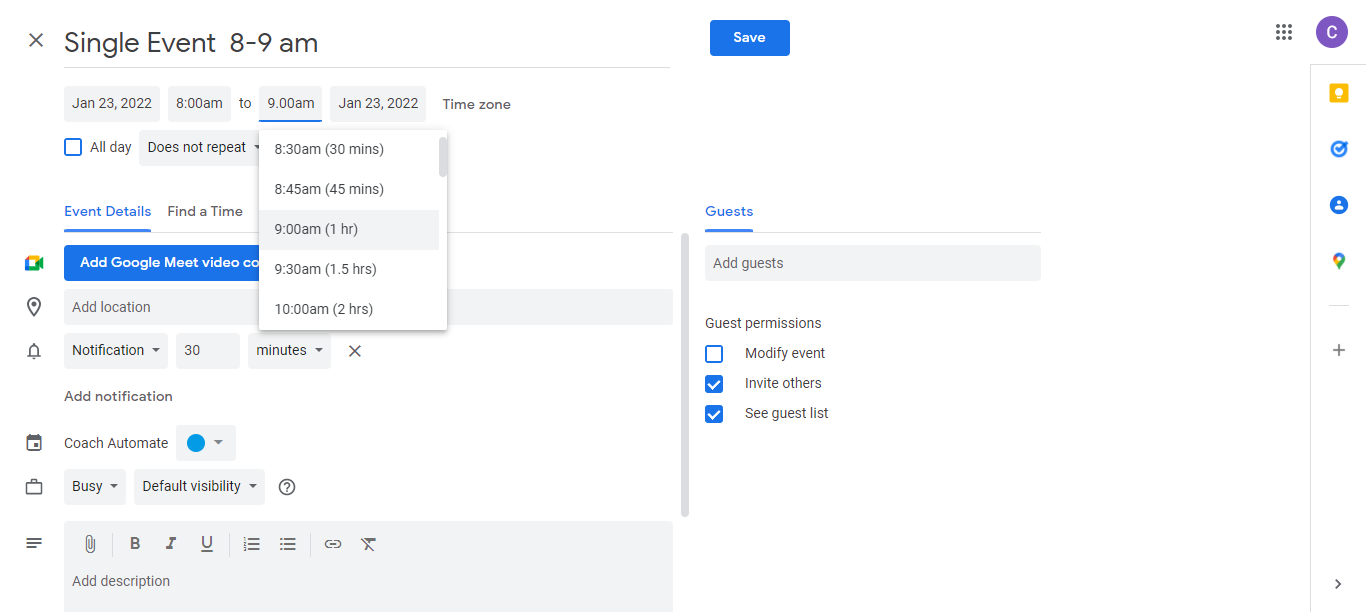 Single Event  8-9 am
Save
C
Jan 23, 2022 8:00am to 9.00am Jan 23, 2022 Time zone
All day Does not repeat
8:30am (30 mins)
8:45am (45 mins)
9:00am (1 hr)
9:30am (1.5 hrs)
10:00am (2 hrs)
Event Details Find a Time
Add Google Meet video co
Add location
Notification 30 minutes
Add notification
Coach Automate
Busy Default visibility
B I U
Add description
Guests
Add guests
Guest permissions
Modify event
Invite others
See guest list